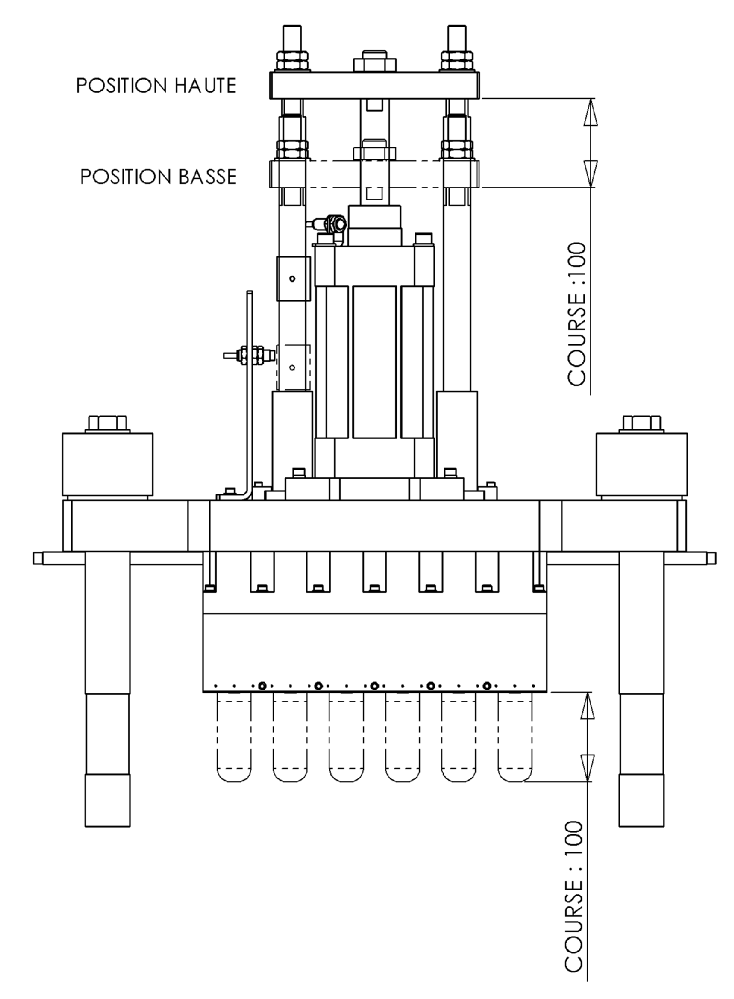 POSITION HAUTE
POSITION BASSE
COURSE :100
COURSE : 100